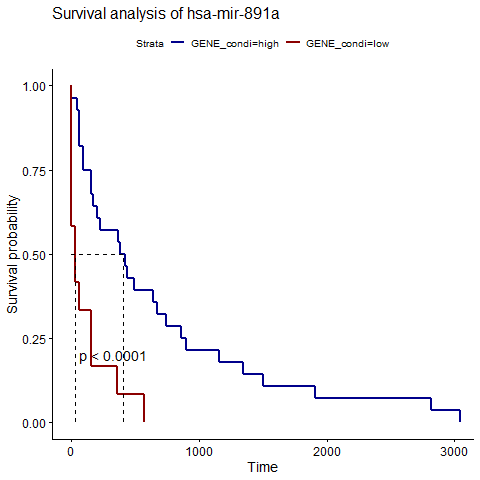 Survival analysis of hsa-mir-891a
Strata GENE_condi=high GENE_condi=low
1.00
0.75
0.50
0.25
0.00
Survival probability
p < 0.0001
0 1000 2000 3000
Time